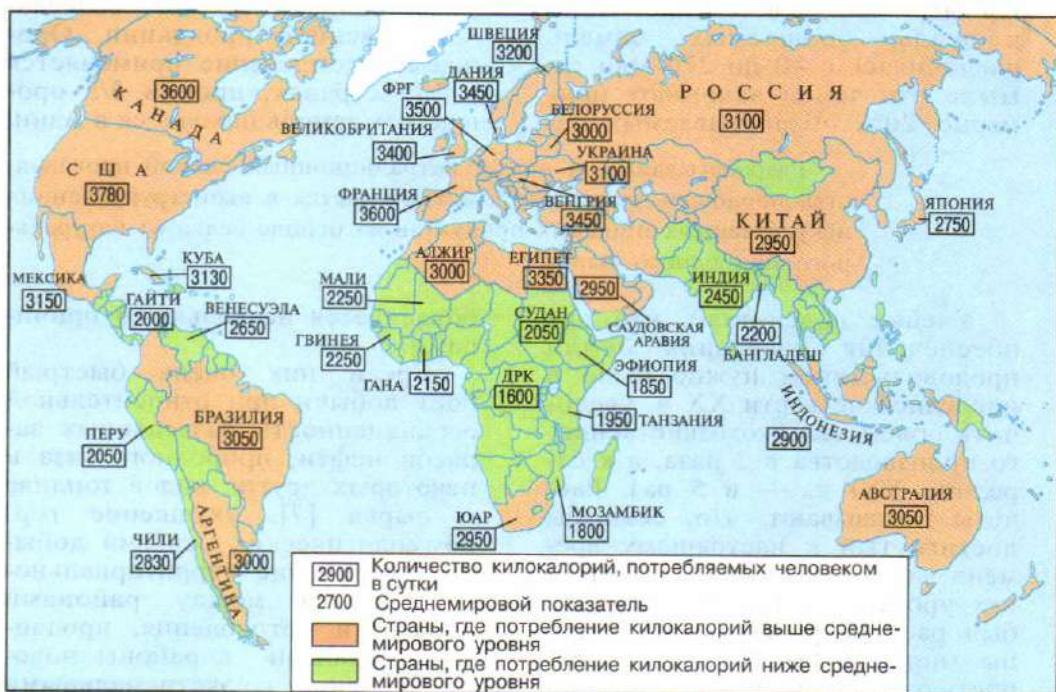 ШВЕЦИЯ
3200
КАНАДА
3600
ДАНИЯ
3450
ФРГ
3500
РОССИЯ
3100
БЕЛОРУССИЯ
3000
ВЕЛИКОБРИТАНИЯ
3400
УКРАИНА
3100
США
3780
ФРАНЦИЯ
3600
ВЕНГРИЯ
3450
ЯПОНИЯ
2750
КИТАЙ
2950
АЛЖИР
3000
ЕГИПЕТ
3350
2950
САУДОВСКАЯ
АРАВИЯ
КУБА
3130
МЕКСИКА
3150
ГАИТИ
2000
ВЕНЕСУЭЛА
2650
МАЛИ
2250
ИНДИЯ
2450
СУДАН
2050
2200
БАНГЛАДЕШ
ГВИНЕЯ
2250
ЭФИОПИЯ
1850
ГАНА
2150
ДРК
1600
1950
ТАНЗАНИЯ
ИНДОНЕЗИЯ
2900
БРАЗИЛИЯ
3050
ПЕРУ
2050
АВСТРАЛИЯ
3050
МОЗАМБИК
1800
ЮАР
2950
ЧИЛИ
2830
АРГЕНТИНА
3000
2900 Количество килокалорий, потребляемых человеком
в сутки
2700 Среднемировой показатель
Страны, где потребление килокалорий выше средне-
мирового уровня
Страны, где потребление килокалорий ниже средне-
мирового уровня